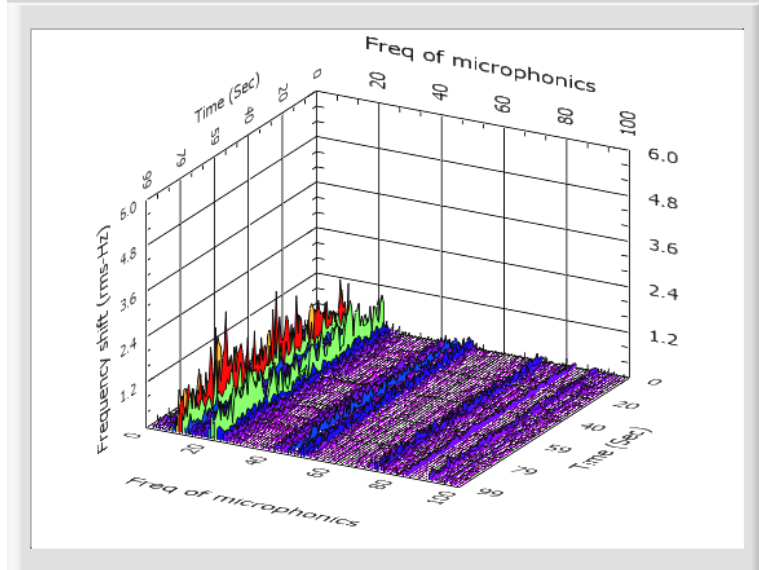 Freq of microphonics
0 20 40 60 80 100
Time (Sec)
99 79 59 40 20
6.0
4.8
3.6
2.4
1.2
0
Frequency shift (rms-Hz)
6.0
4.8
3.6
2.4
1.2
0 20 40 60 80 100
Freq of microphonics
20
40
59
79
99
Time (Sec)